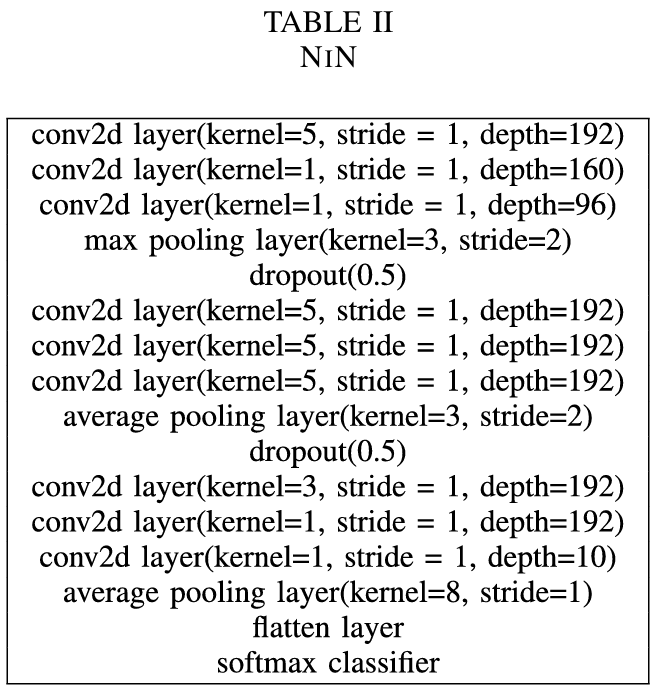 TABLE II
NIN
conv2d layer(kernel=5, stride = 1, depth=192)
conv2d layer(kernel=1, stride = 1, depth=160)
conv2d layer(kernel=1, stride = 1, depth=96)
max pooling layer(kernel=3, stride=2)
dropout(0.5)
conv2d layer(kernel=5, stride = 1, depth=192)
conv2d layer(kernel=5, stride = 1, depth=192)
conv2d layer(kernel=5, stride = 1, depth=192)
average pooling layer(kernel=3, stride=2)
dropout(0.5)
conv2d layer(kernel=3, stride = 1, depth=192)
conv2d layer(kernel=1, stride = 1, depth=192)
conv2d layer(kernel=1, stride = 1, depth=10)
average pooling layer(kernel=8, stride=1)
flatten layer
softmax classifier